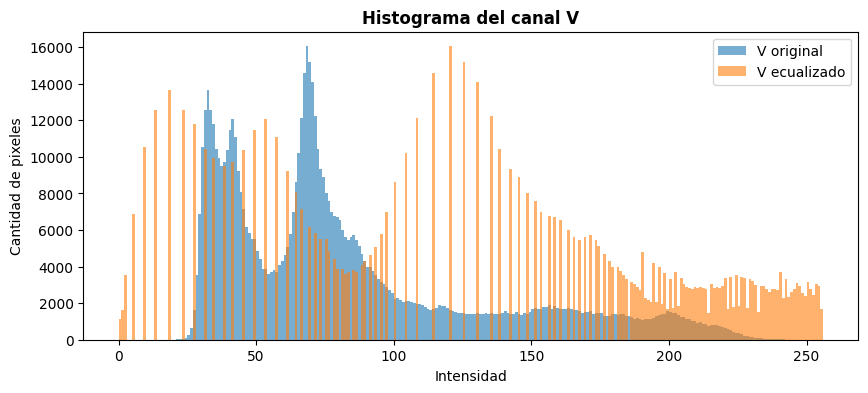 Histograma del canal V
V original
V ecualizado
Cantidad de pixeles
16000
14000
12000
10000
8000
6000
4000
2000
0
0 50 100 150 200 250
Intensidad